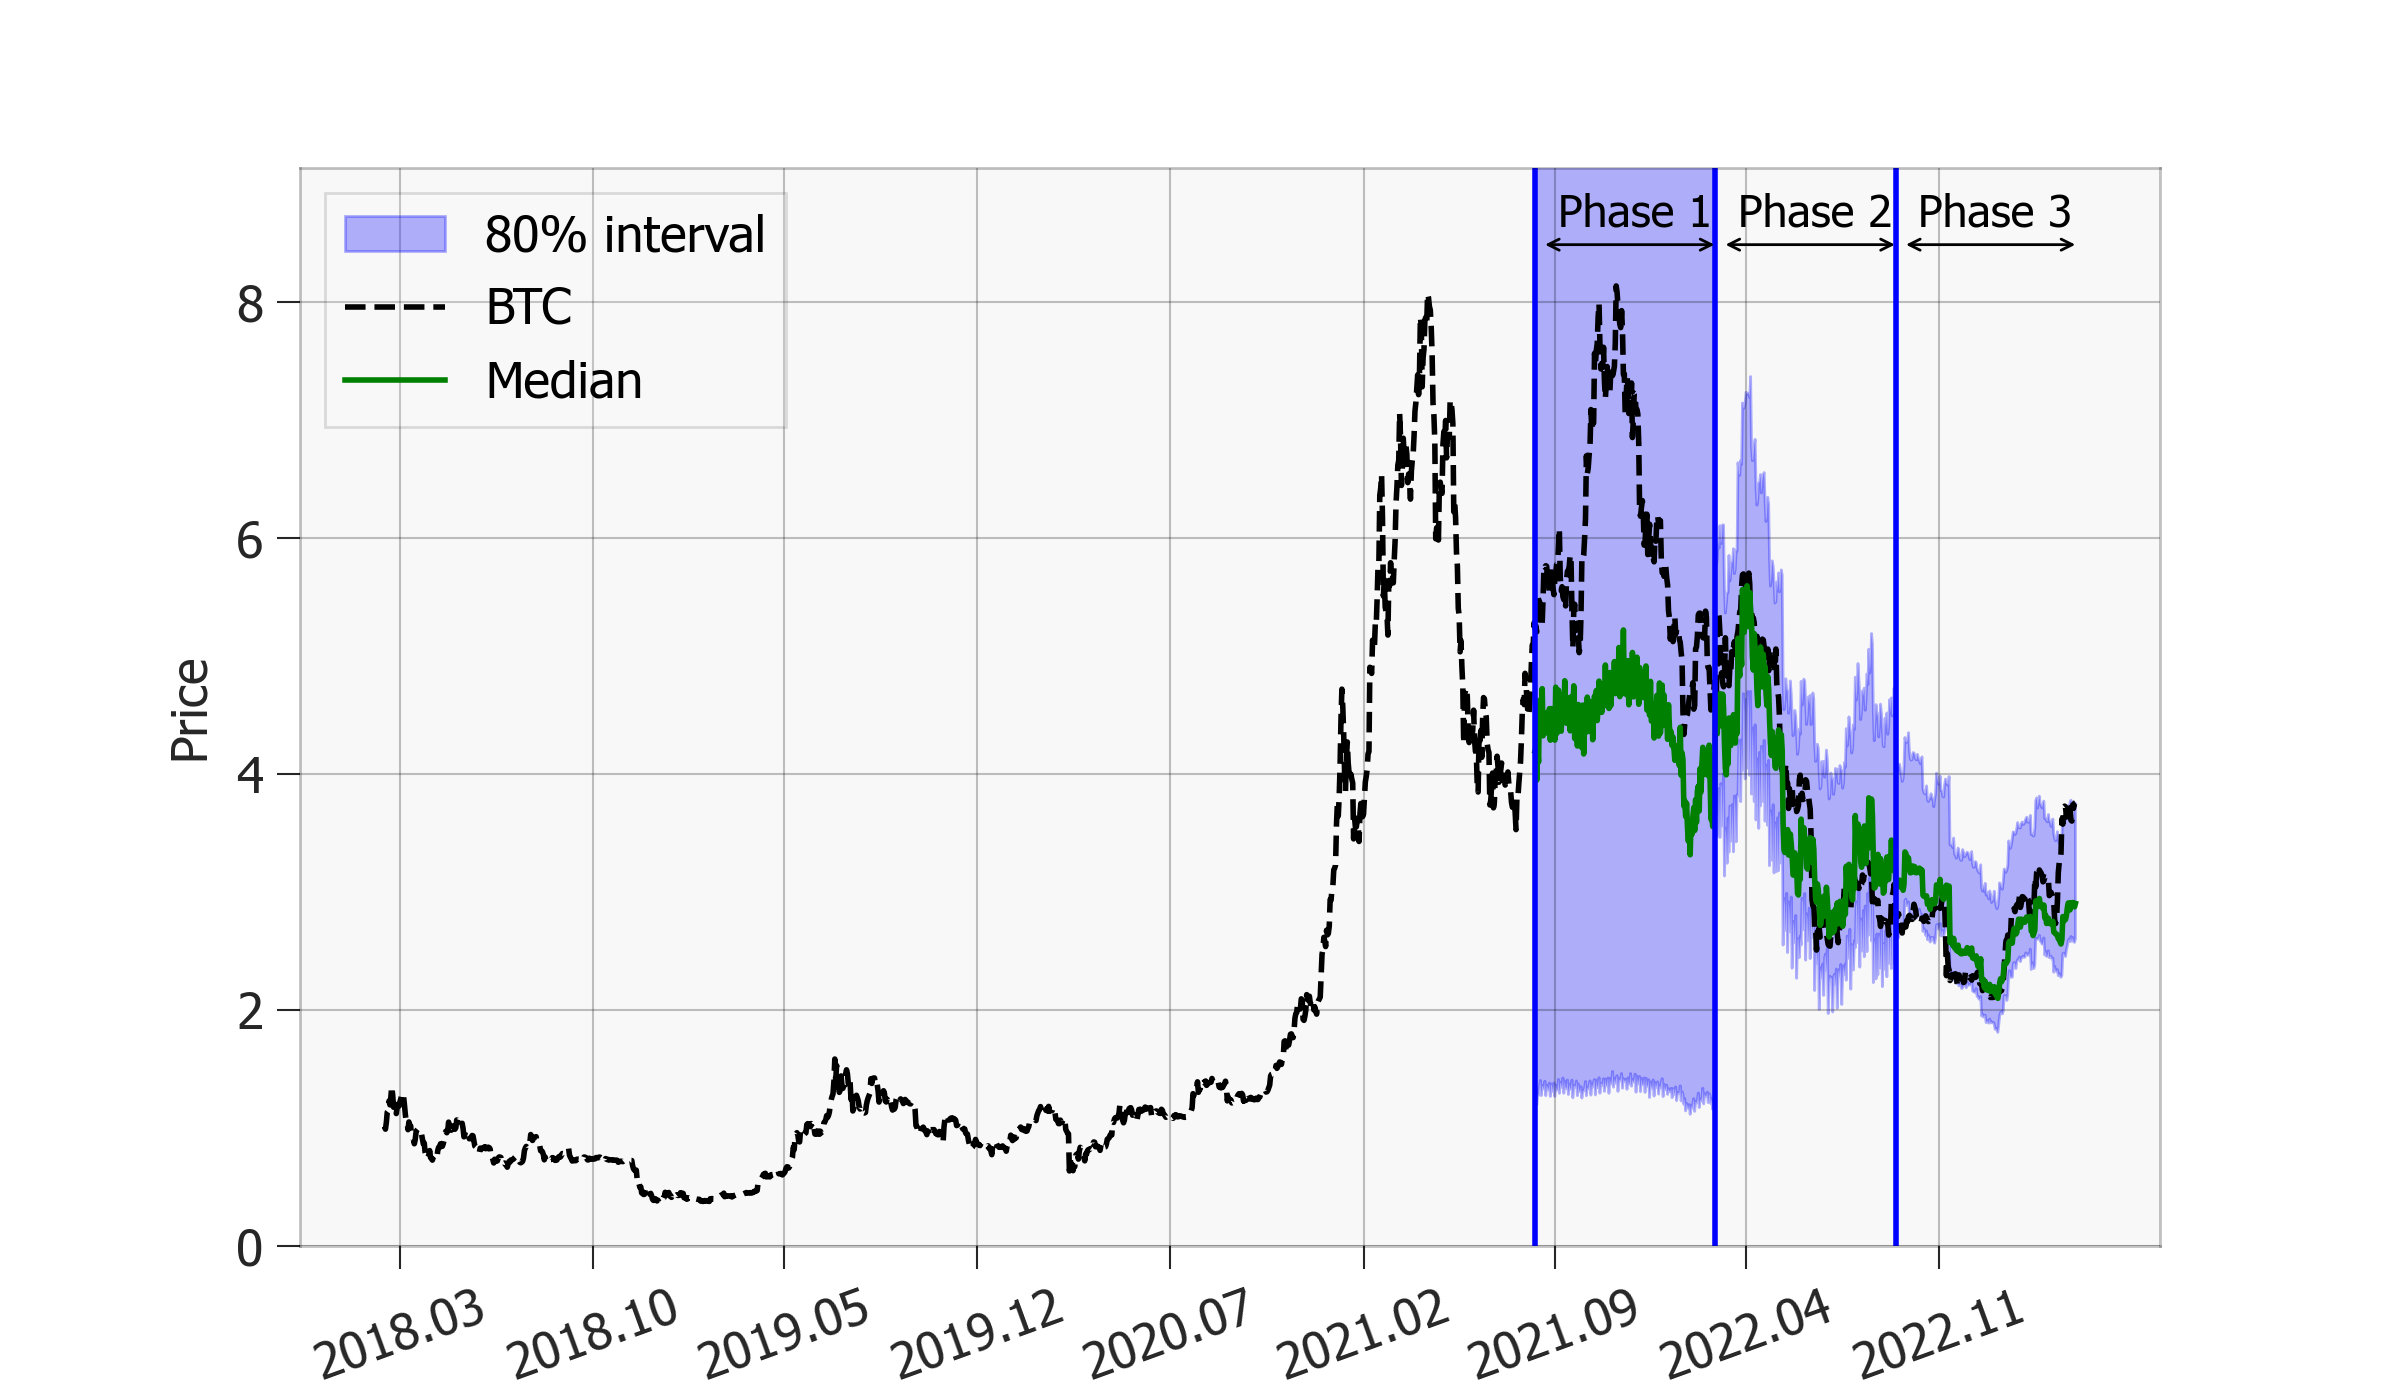 80% interval
BTC
Median
Phase 1
Phase 2
Phase 3
Price
8
6
4
2
0
2018.03
2018.10
2019.05
2019.12
2020.07
2021.02
2021.09
2022.04
2022.11